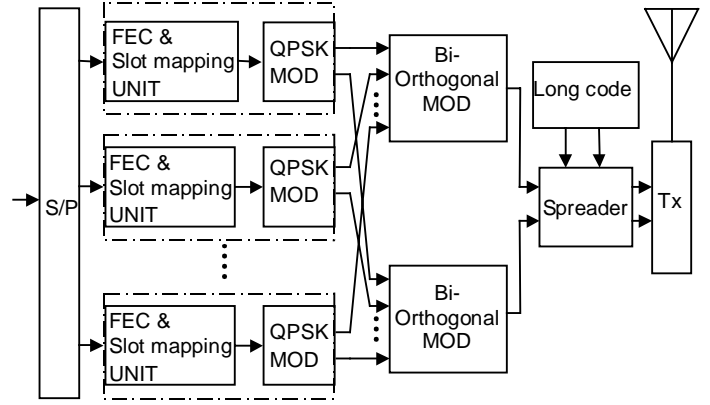 S/P
FEC &
Slot mapping
UNIT
QPSK
MOD
FEC &
Slot mapping
UNIT
QPSK
MOD
FEC &
Slot mapping
UNIT
QPSK
MOD
Bi-
Orthogonal
MOD
Bi-
Orthogonal
MOD
Long code
Spreader
Tx